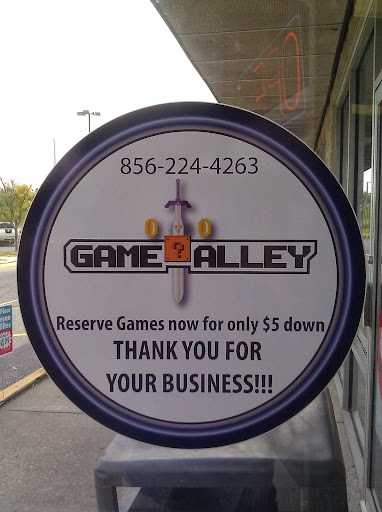 856-224-4263
GAME ? ALLEY
Reserve Games now for only $5 down
THANK YOU FOR
YOUR BUSINESS!!!